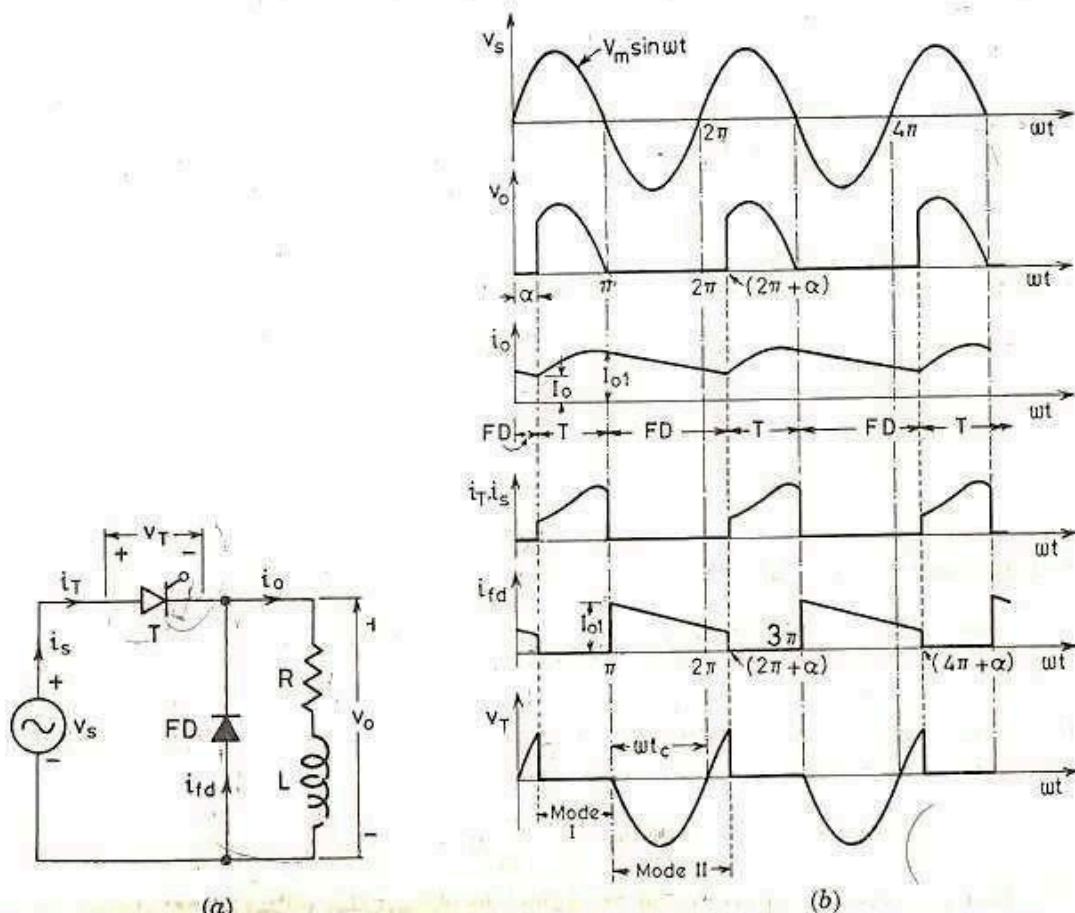 V_s
V_m sin ωt
2π
4π
ωt
v_o
α
π
2π
(2π + α)
ωt
i_o
I_o
I_o1
ωt
FD
T
FD
T
FD
T
i_T, i_s
ωt
i_fd
I_o1
3π
π
2π
(2π + α)
(4π + α)
ωt
v_T
ωt_c
ωt
Mode
I
Mode II
(b)
v_T
+ −
i_T
i_o
T
i_s
+
V_s
−
FD
i_fd
R
L
+
V_o
−
(a)